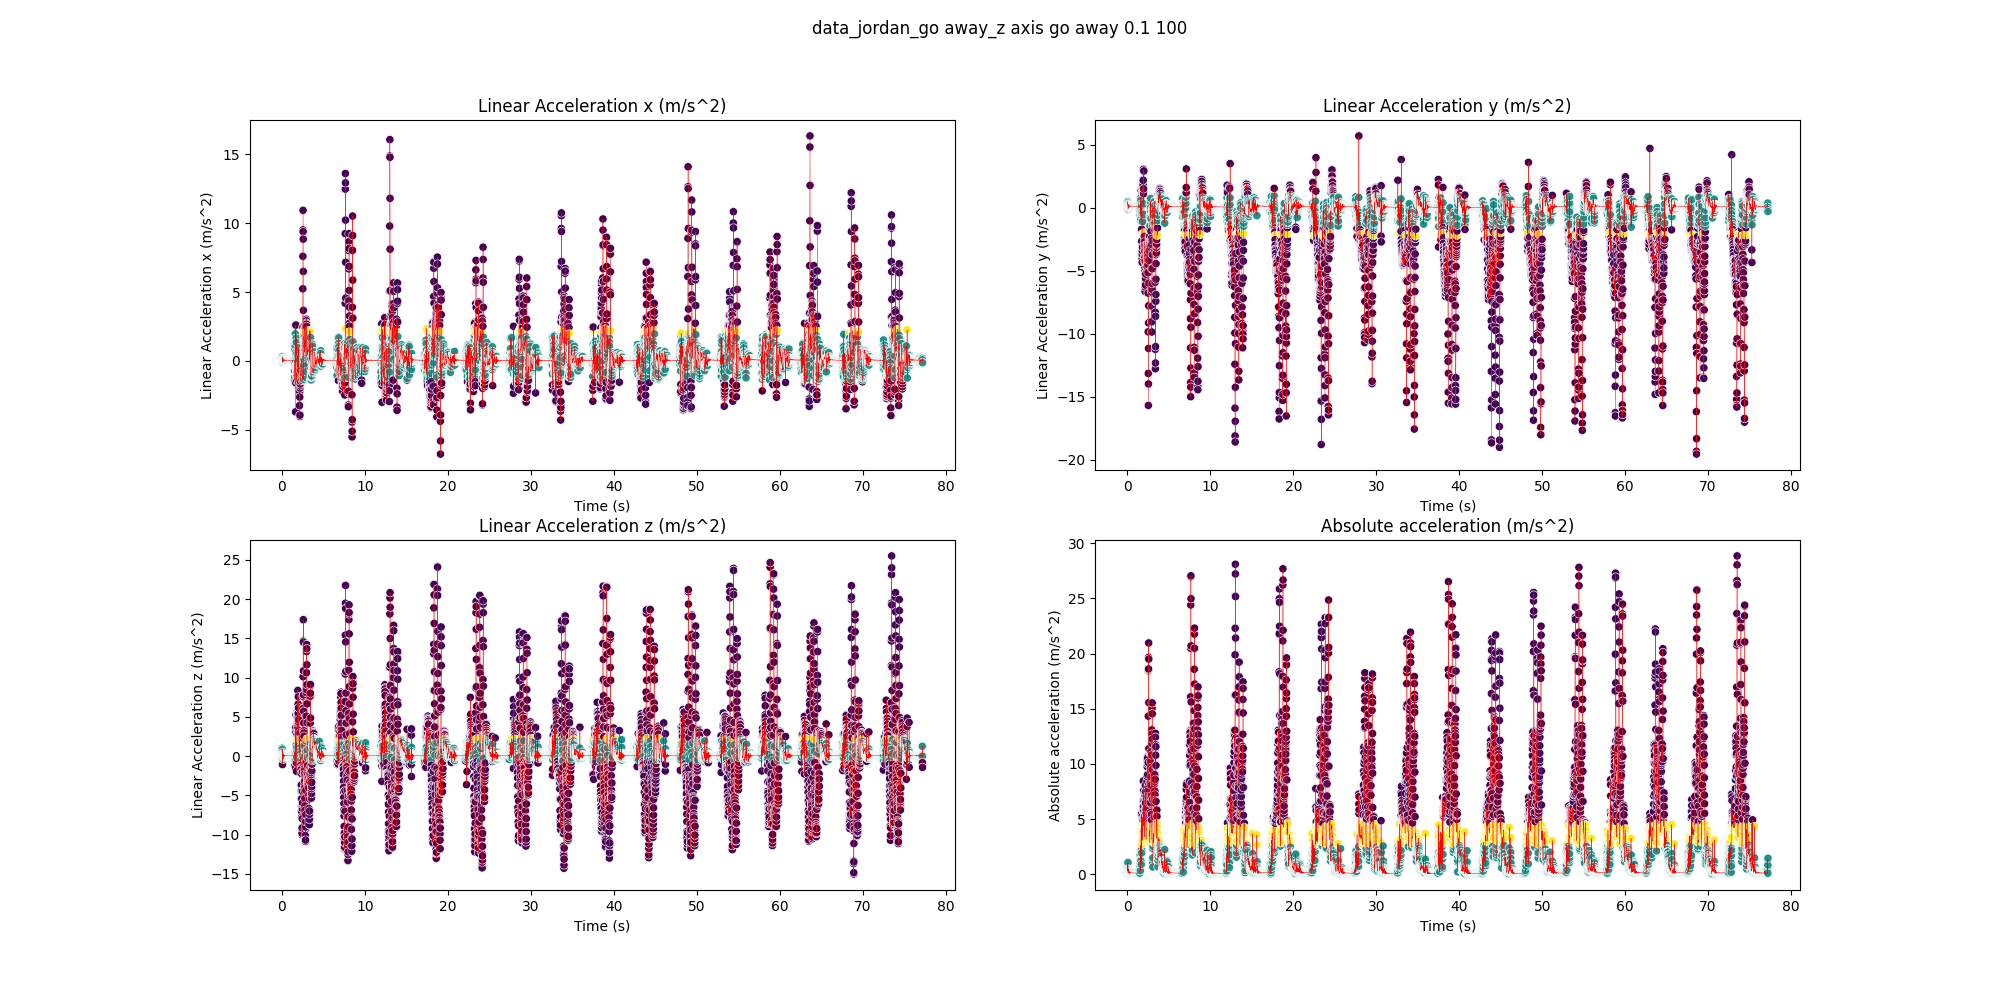 data_jordan_go away_z axis go away 0.1 100
Linear Acceleration x (m/s^2)
Linear Acceleration x (m/s^2)
15
10
5
0
−5
0 10 20 30 40 50 60 70 80
Time (s)
Linear Acceleration y (m/s^2)
Linear Acceleration y (m/s^2)
5
0
−5
−10
−15
−20
0 10 20 30 40 50 60 70 80
Time (s)
Linear Acceleration z (m/s^2)
Linear Acceleration z (m/s^2)
25
20
15
10
5
0
−5
−10
−15
0 10 20 30 40 50 60 70 80
Time (s)
Absolute acceleration (m/s^2)
Absolute acceleration (m/s^2)
30
25
20
15
10
5
0
0 10 20 30 40 50 60 70 80
Time (s)